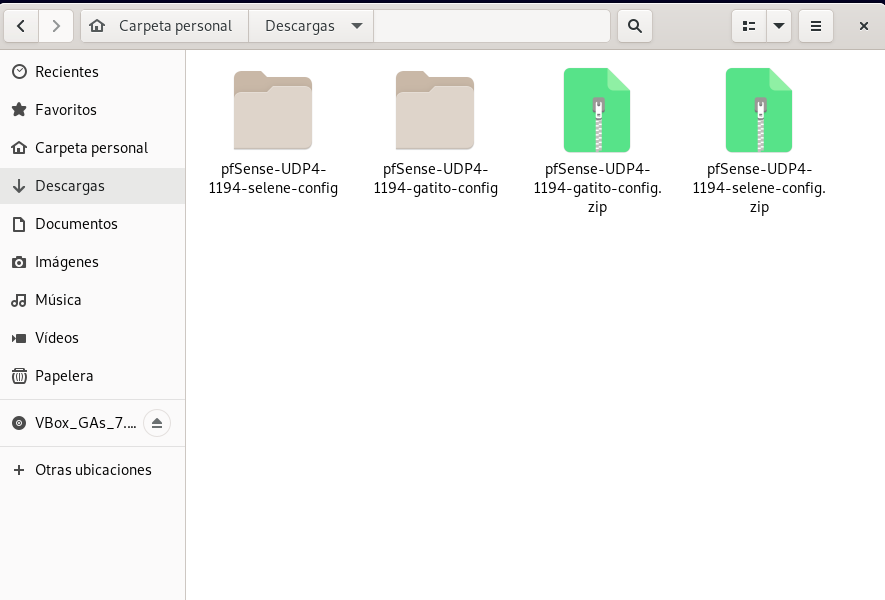 Carpeta personal
Descargas
Recientes
Favoritos
Carpeta personal
Descargas
Documentos
Imágenes
Música
Vídeos
Papelera
VBox_GAs_7....
Otras ubicaciones
pfSense-UDP4-
1194-selene-config
pfSense-UDP4-
1194-gatito-config
pfSense-UDP4-
1194-gatito-config.
zip
pfSense-UDP4-
1194-selene-config.
zip